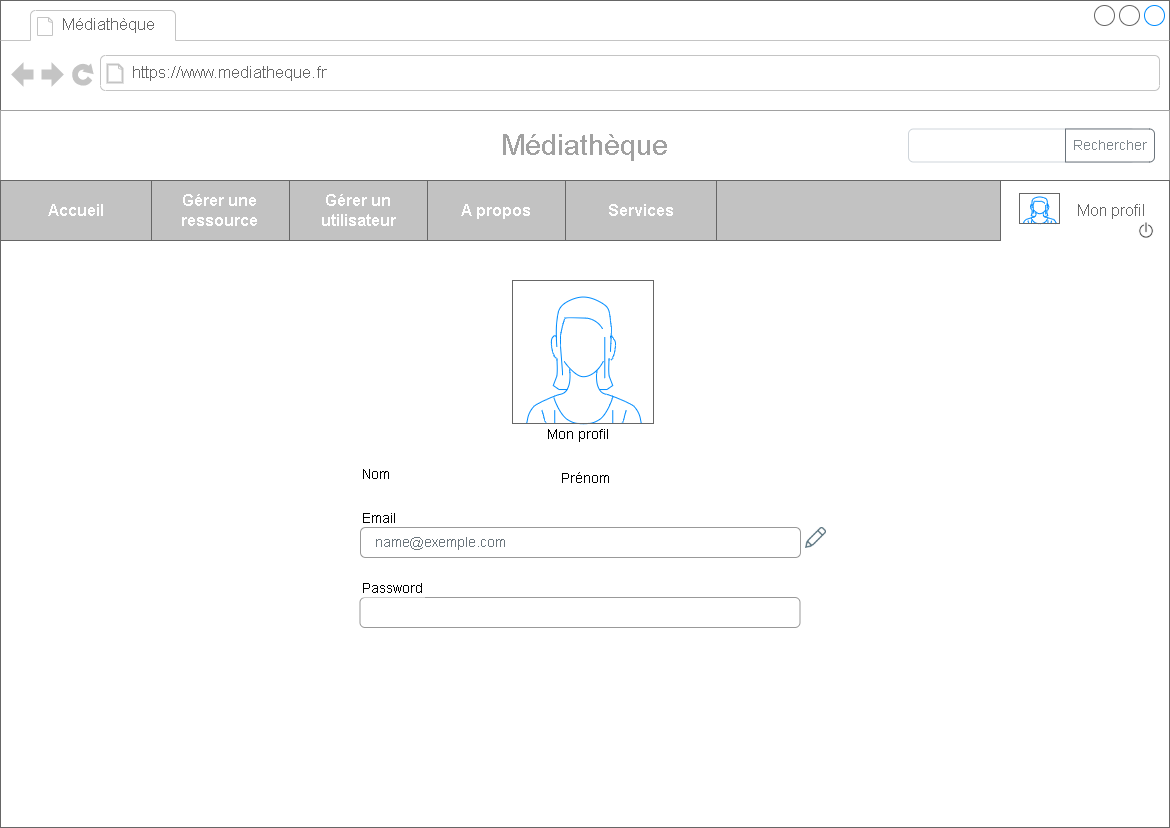 Médiathèque
https://www.mediatheque.fr
Médiathèque
Rechercher
Accueil
Gérer une
ressource
Gérer un
utilisateur
A propos
Services
Mon profil
Mon profil
Nom
Prénom
Email
name@exemple.com
Password